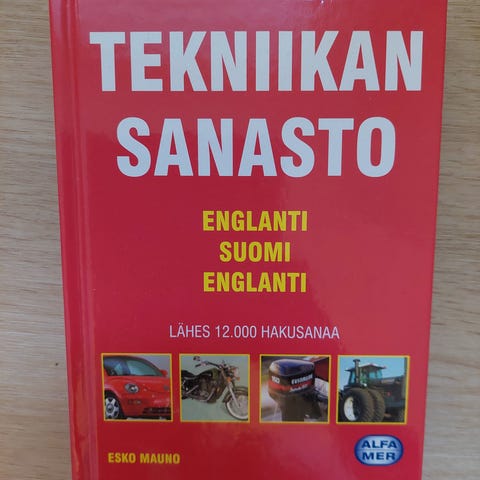 TEKNIIKAN
SANASTO
ENGLANTI
SUOMI
ENGLANTI
LÄHES 12.000 HAKUSANAA
ESKO MAUNO
ALFA
MER